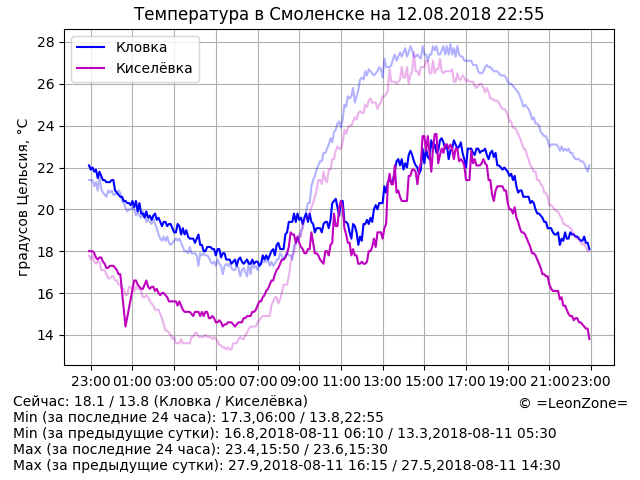 Температура в Смоленске на 12.08.2018 22:55
градусов Цельсия, °C
28
26
24
22
20
18
16
14
Кловка
Киселёвка
23:00 01:00 03:00 05:00 07:00 09:00 11:00 13:00 15:00 17:00 19:00 21:00 23:00
© =LeonZone=
Сейчас: 18.1 / 13.8 (Кловка / Киселёвка)
Min (за последние 24 часа): 17.3,06:00 / 13.8,22:55
Min (за предыдущие сутки): 16.8,2018-08-11 06:10 / 13.3,2018-08-11 05:30
Max (за последние 24 часа): 23.4,15:50 / 23.6,15:30
Max (за предыдущие сутки): 27.9,2018-08-11 16:15 / 27.5,2018-08-11 14:30